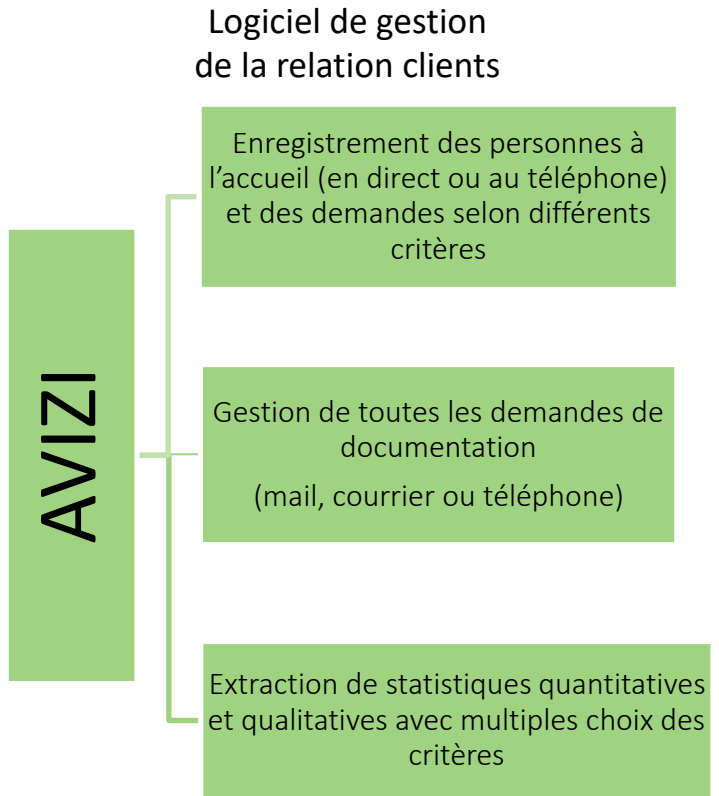 Logiciel de gestion
de la relation clients
AVIZI
Enregistrement des personnes à
l’accueil (en direct ou au téléphone)
et des demandes selon différents
critères
Gestion de toutes les demandes de
documentation
(mail, courrier ou téléphone)
Extraction de statistiques quantitatives
et qualitatives avec multiples choix des
critères